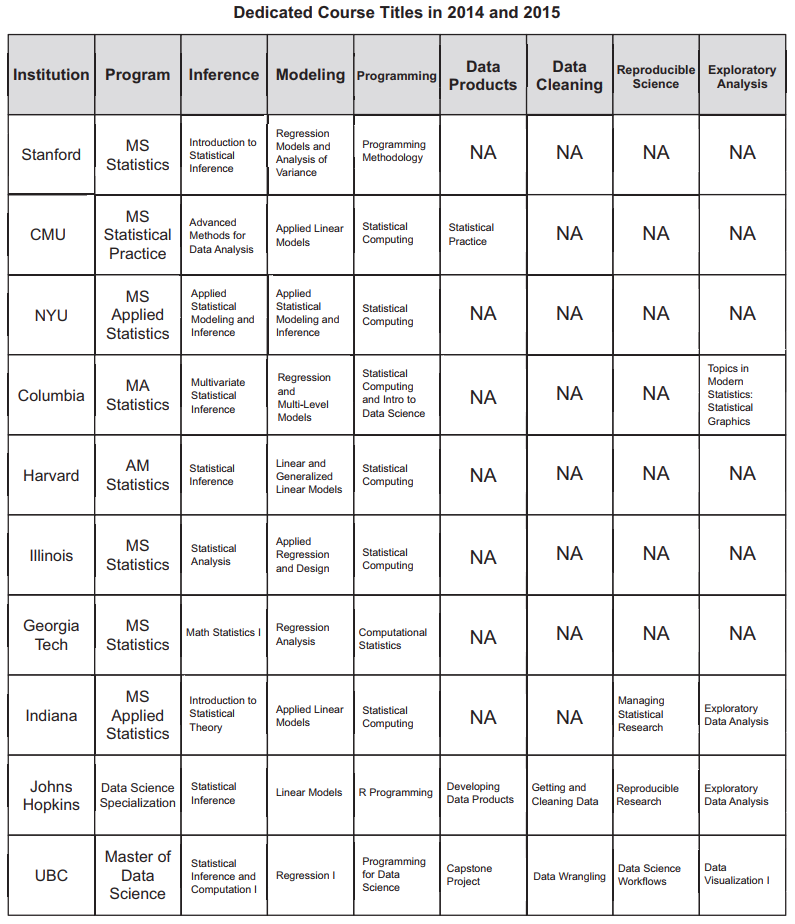 Dedicated Course Titles in 2014 and 2015
Institution
Program
Inference
Modeling
Programming
Data
Products
Data
Cleaning
Reproducible
Science
Exploratory
Analysis
Stanford
MS
Statistics
Introduction to
Statistical
Inference
Regression
Models and
Analysis of
Variance
Programming
Methodology
NA
NA
NA
NA
CMU
MS
Statistical
Practice
Advanced
Methods for
Data Analysis
Applied Linear
Models
Statistical
Computing
Statistical
Practice
NA
NA
NA
NYU
MS
Applied
Statistics
Applied
Statistical
Modeling and
Inference
Applied
Statistical
Modeling and
Inference
Statistical
Computing
NA
NA
NA
NA
Columbia
MA
Statistics
Multivariate
Statistical
Inference
Regression
and
Multi-Level
Models
Statistical
Computing
and Intro to
Data Science
NA
NA
NA
Topics in
Modern
Statistics:
Statistical
Graphics
Harvard
AM
Statistics
Statistical
Inference
Linear and
Generalized
Linear Models
Statistical
Computing
NA
NA
NA
NA
Illinois
MS
Statistics
Statistical
Analysis
Applied
Regression
and Design
Statistical
Computing
NA
NA
NA
NA
Georgia
Tech
MS
Statistics
Math Statistics I
Regression
Analysis
Computational
Statistics
NA
NA
NA
NA
Indiana
MS
Applied
Statistics
Introduction to
Statistical
Theory
Applied Linear
Models
Statistical
Computing
NA
NA
Managing
Statistical
Research
Exploratory
Data Analysis
Johns
Hopkins
Data Science
Specialization
Statistical
Inference
Linear Models
R Programming
Developing
Data Products
Getting and
Cleaning Data
Reproducible
Research
Exploratory
Data Analysis
UBC
Master of
Data
Science
Statistical
Inference and
Computation I
Regression I
Programming
for Data
Science
Capstone
Project
Data Wrangling
Data Science
Workflows
Data
Visualization I